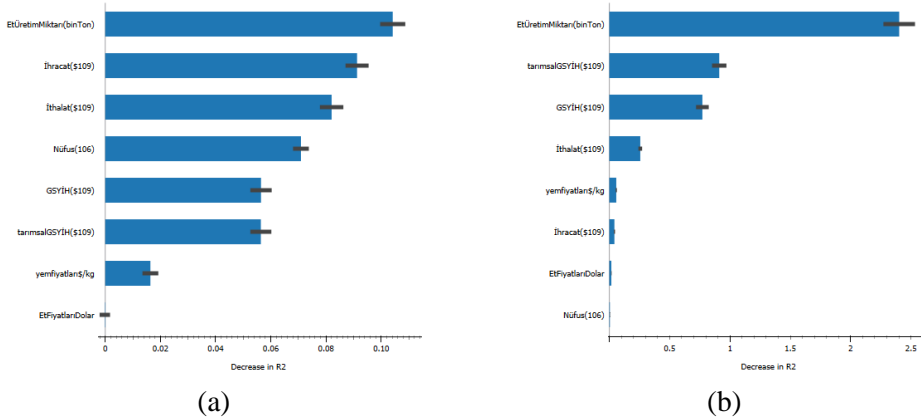 EtÜretimMiktarı(binTon)
İhracat($109)
İthalat($109)
Nüfus(106)
GSYİH($109)
tarımsalGSYİH($109)
yemfiyatları$/kg
EtFiyatlarıDolar
0 0.02 0.04 0.06 0.08 0.10
Decrease in R2
(a)
EtÜretimMiktarı(binTon)
tarımsalGSYİH($109)
GSYİH($109)
İthalat($109)
yemfiyatları$/kg
İhracat($109)
EtFiyatlarıDolar
Nüfus(106)
0.5 1 1.5 2 2.5
Decrease in R2
(b)